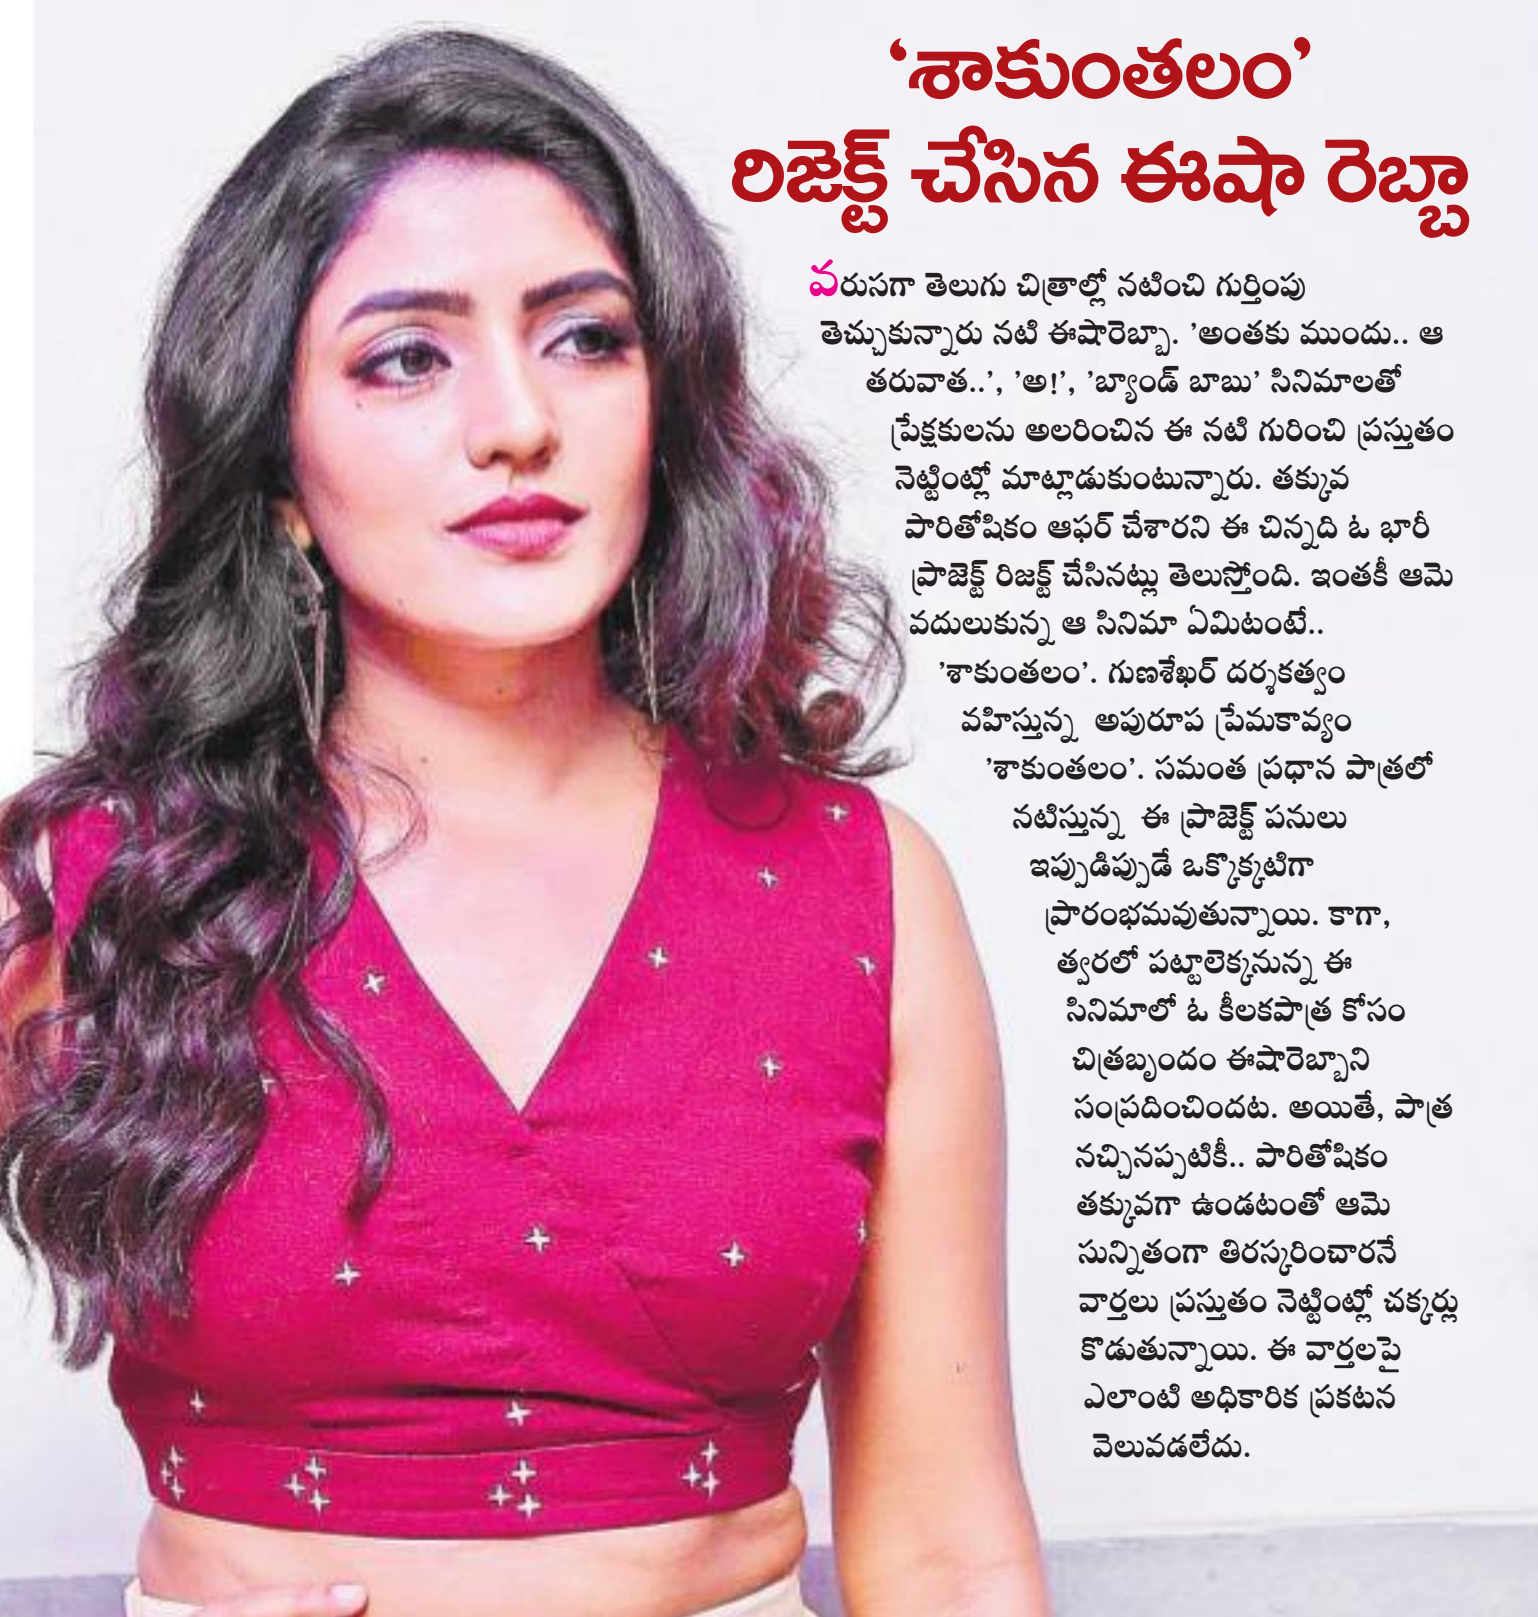 ‘శాకుంతలం’
రిజెక్ట్ చేసిన ఈషా రెబ్బా
వరుసగా తెలుగు చిత్రాల్లో నటించి గుర్తింపు
తెచ్చుకున్నారు నటి ఈషారెబ్బా. ’అంతకు ముందు.. ఆ
తరువాత..’, ’అ!’, ’బ్యాండ్ బాబు’ సినిమాలతో
ప్రేక్షకులను అలరించిన ఈ నటి గురించి ప్రస్తుతం
నెట్టింట్లో మాట్లాడుకుంటున్నారు. తక్కువ
పారితోషికం ఆఫర్ చేశారని ఈ చిన్నది ఓ భారీ
ప్రాజెక్ట్ రిజక్ట్ చేసినట్లు తెలుస్తోంది. ఇంతకీ ఆమె
వదులుకున్న ఆ సినిమా ఏమిటంటే..
’శాకుంతలం’. గుణశేఖర్ దర్శకత్వం
వహిస్తున్న అపురూప ప్రేమకావ్యం
’శాకుంతలం’. సమంత ప్రధాన పాత్రలో
నటిస్తున్న ఈ ప్రాజెక్ట్ పనులు
ఇప్పుడిప్పుడే ఒక్కొక్కటిగా
ప్రారంభమవుతున్నాయి. కాగా,
త్వరలో పట్టాలెక్కనున్న ఈ
సినిమాలో ఓ కీలకపాత్ర కోసం
చిత్రబృందం ఈషారెబ్బాని
సంప్రదించిందట. అయితే, పాత్ర
నచ్చినప్పటికీ.. పారితోషికం
తక్కువగా ఉండటంతో ఆమె
సున్నితంగా తిరస్కరించారనే
వార్తలు ప్రస్తుతం నెట్టింట్లో చక్కర్లు
కొడుతున్నాయి. ఈ వార్తలపై
ఎలాంటి అధికారిక ప్రకటన
వెలువడలేదు.